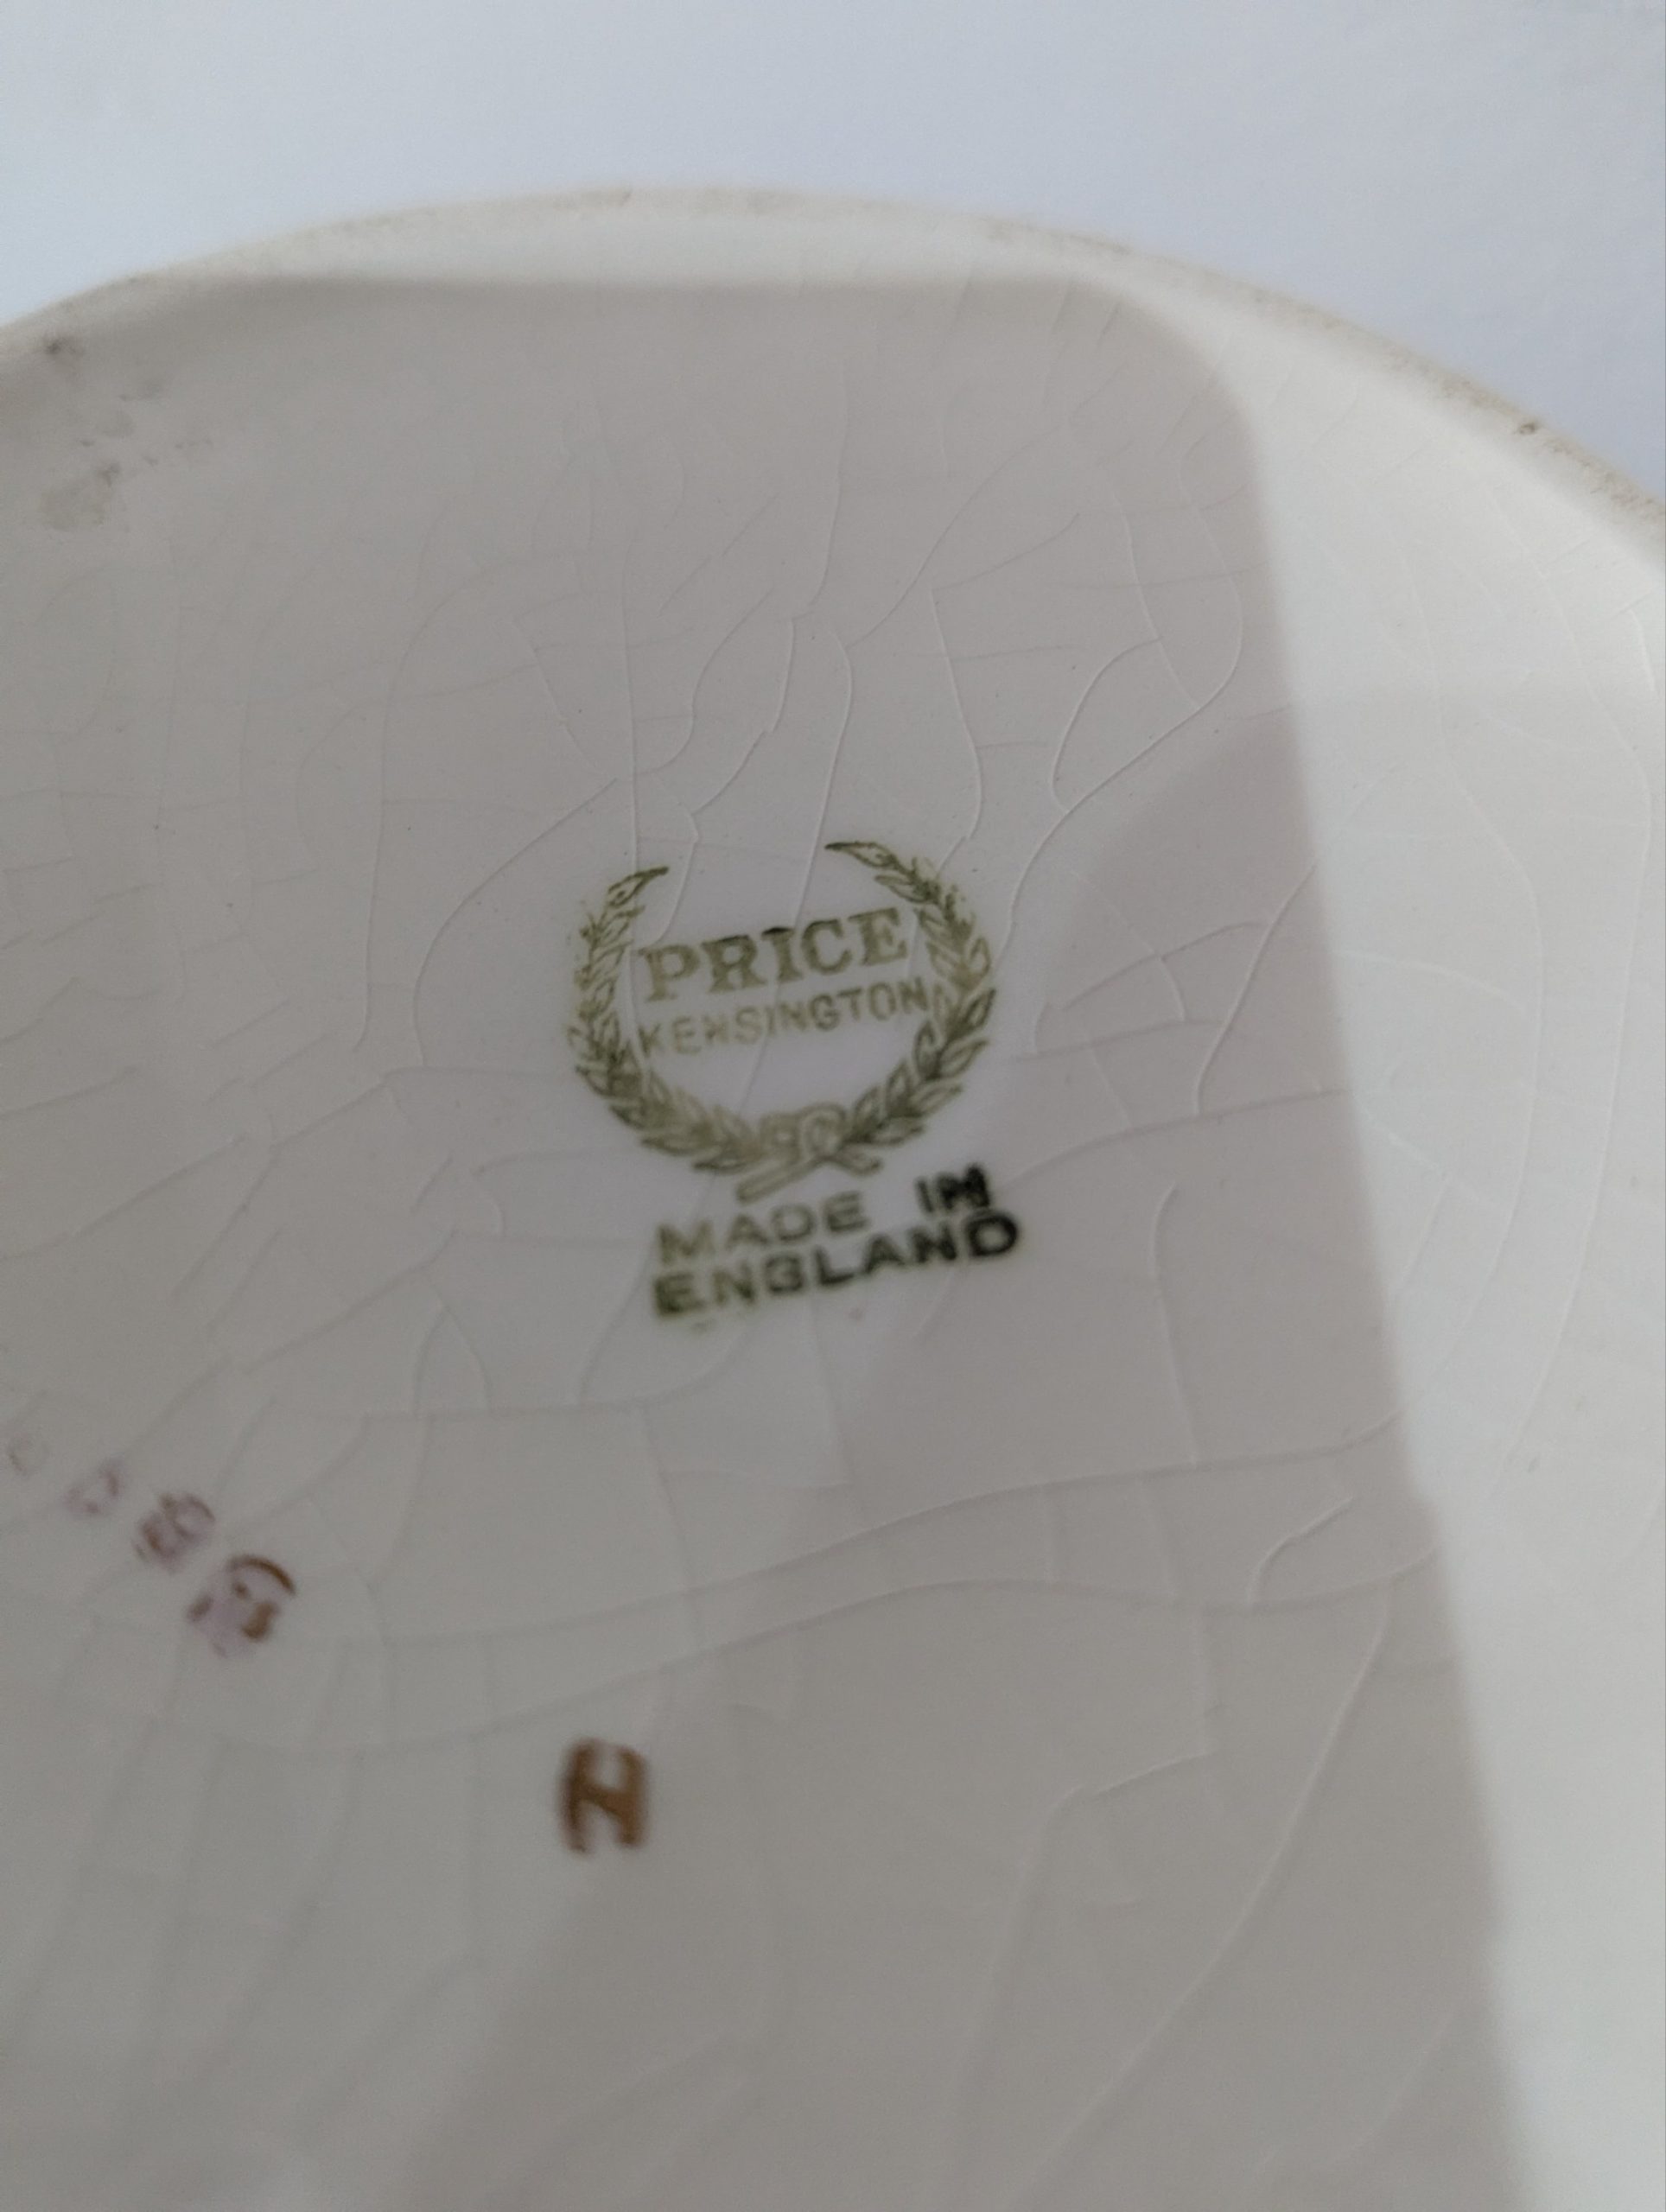 PRICE
KENSINGTON
MADE IN
ENGLAND
H